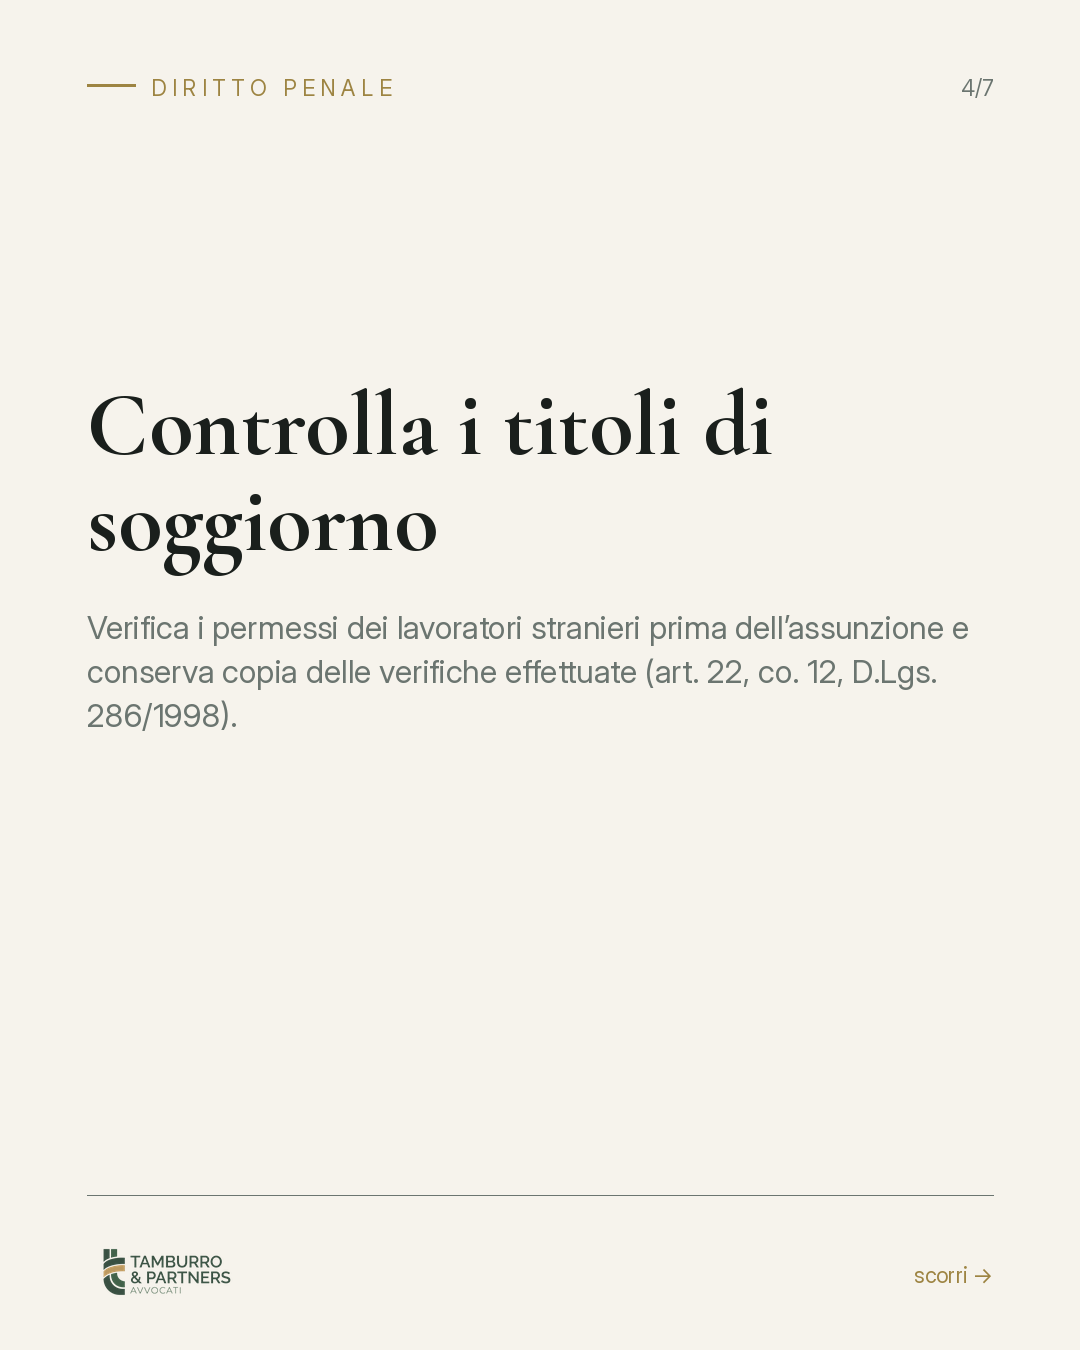 DIRITTO PENALE
4/7
Controlla i titoli di
soggiorno
Verifica i permessi dei lavoratori stranieri prima dell’assunzione e
conserva copia delle verifiche effettuate (art. 22, co. 12, D.Lgs.
286/1998).
TAMBURRO
& PARTNERS
AVVOCATI
scorri →